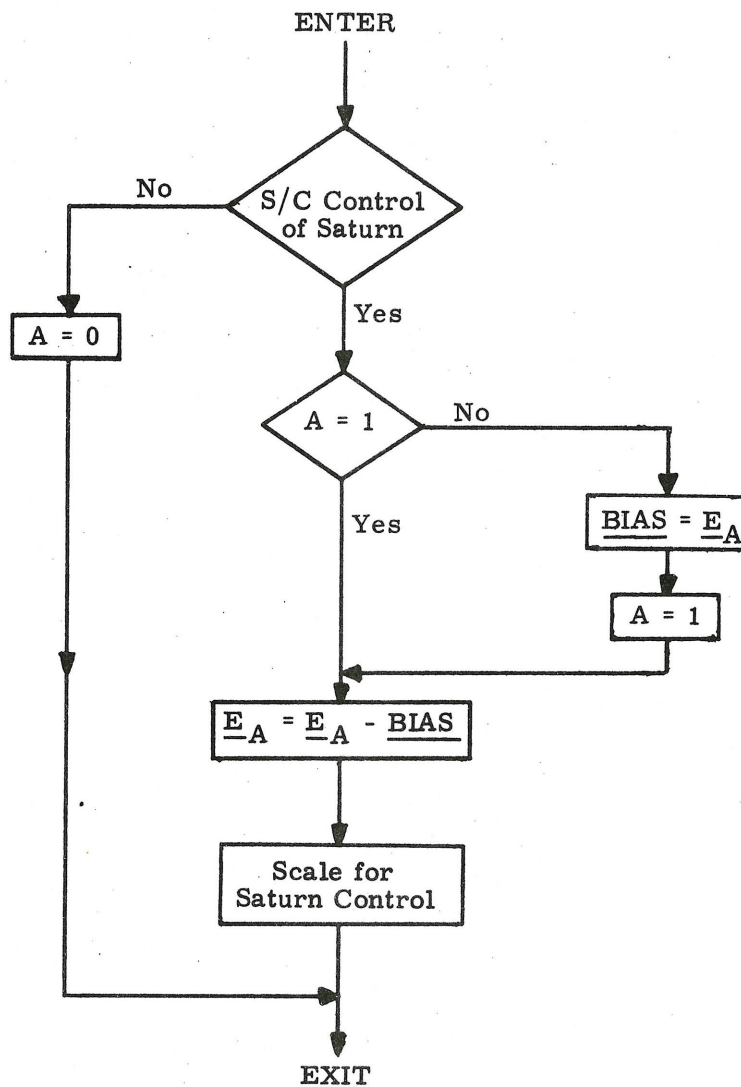 ENTER
No
S/C Control
of Saturn
Yes
A = 0
A = 1
No
Yes
BIAS = E_A
A = 1
E_A = E_A - BIAS
Scale for
Saturn Control
EXIT